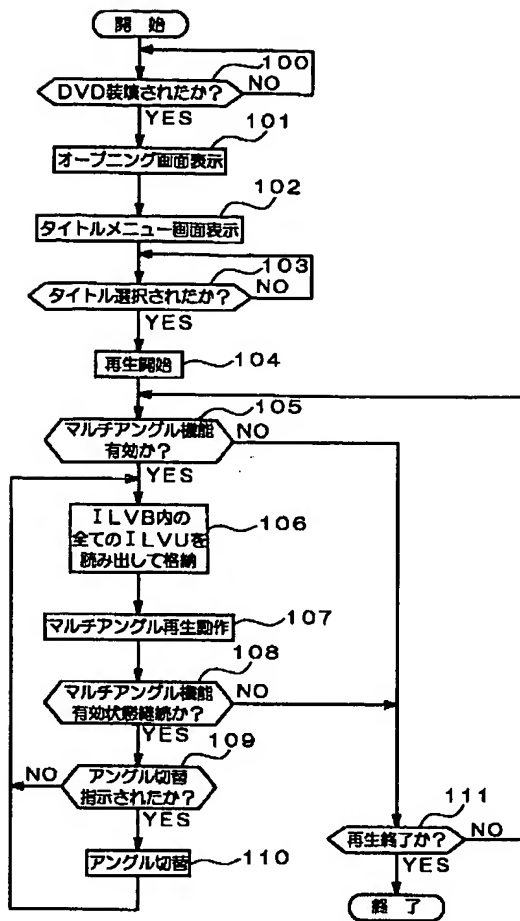 開始
100
DVD装填されたか？
NO
YES
101
オープニング画面表示
102
タイトルメニュー画面表示
103
タイトル選択されたか？
NO
YES
再生開始
104
105
マルチアングル機能
有効か？
NO
YES
ILVB内の
全てのILVUを
読み出して格納
106
マルチアングル再生動作
107
108
マルチアングル機能
有効状態継続か？
NO
YES
109
NO
アングル切替
指示されたか？
YES
アングル切替
110
111
再生終了か？
NO
YES
終了